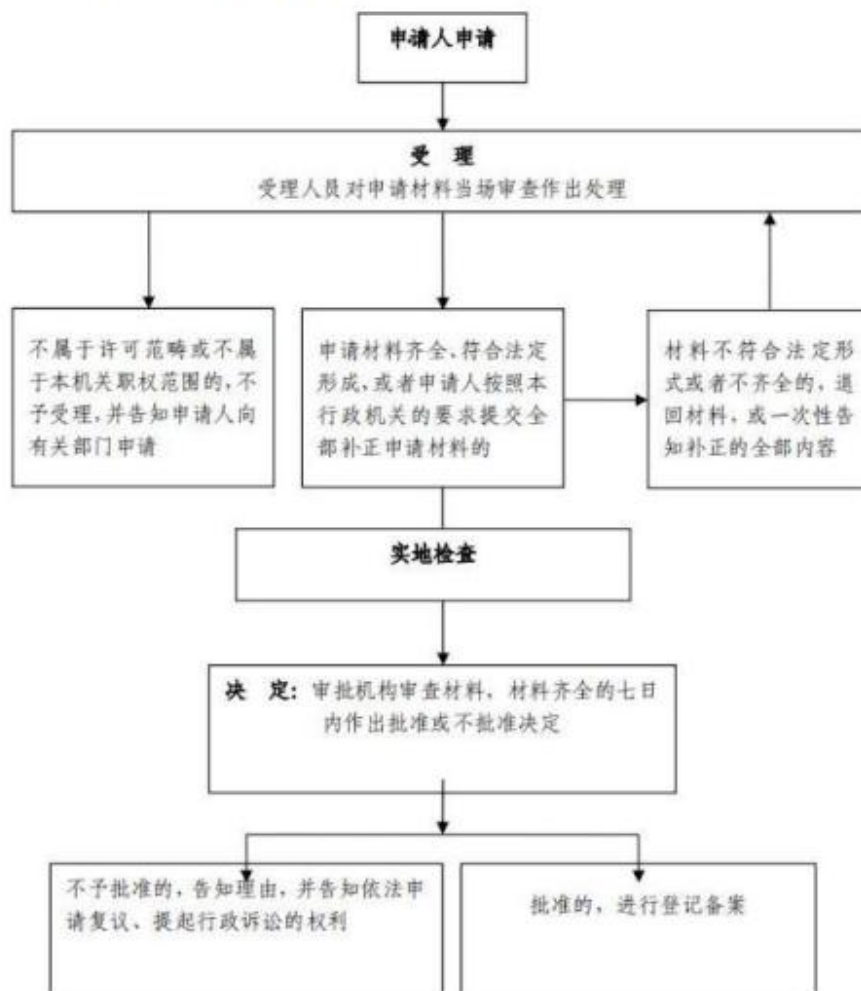 申请人申请
受 理
受理人员对申请材料当场审查作出处理
不属于许可范畴或不属
于本机关职权范围的，不
予受理，并告知申请人向
有关部门申请
申请材料齐全、符合法定
形成，或者申请人按照本
行政机关的要求提交全
部补正申请材料的
材料不符合法定形
式或者不齐全的，退
回材料，或一次性告
知补正的全部内容
实地检查
决 定：审批机构审查材料，材料齐全的七日
内作出批准或不批准决定
不予批准的，告知理由，并告知依法申
请复议、提起行政诉讼的权利
批准的，进行登记备案